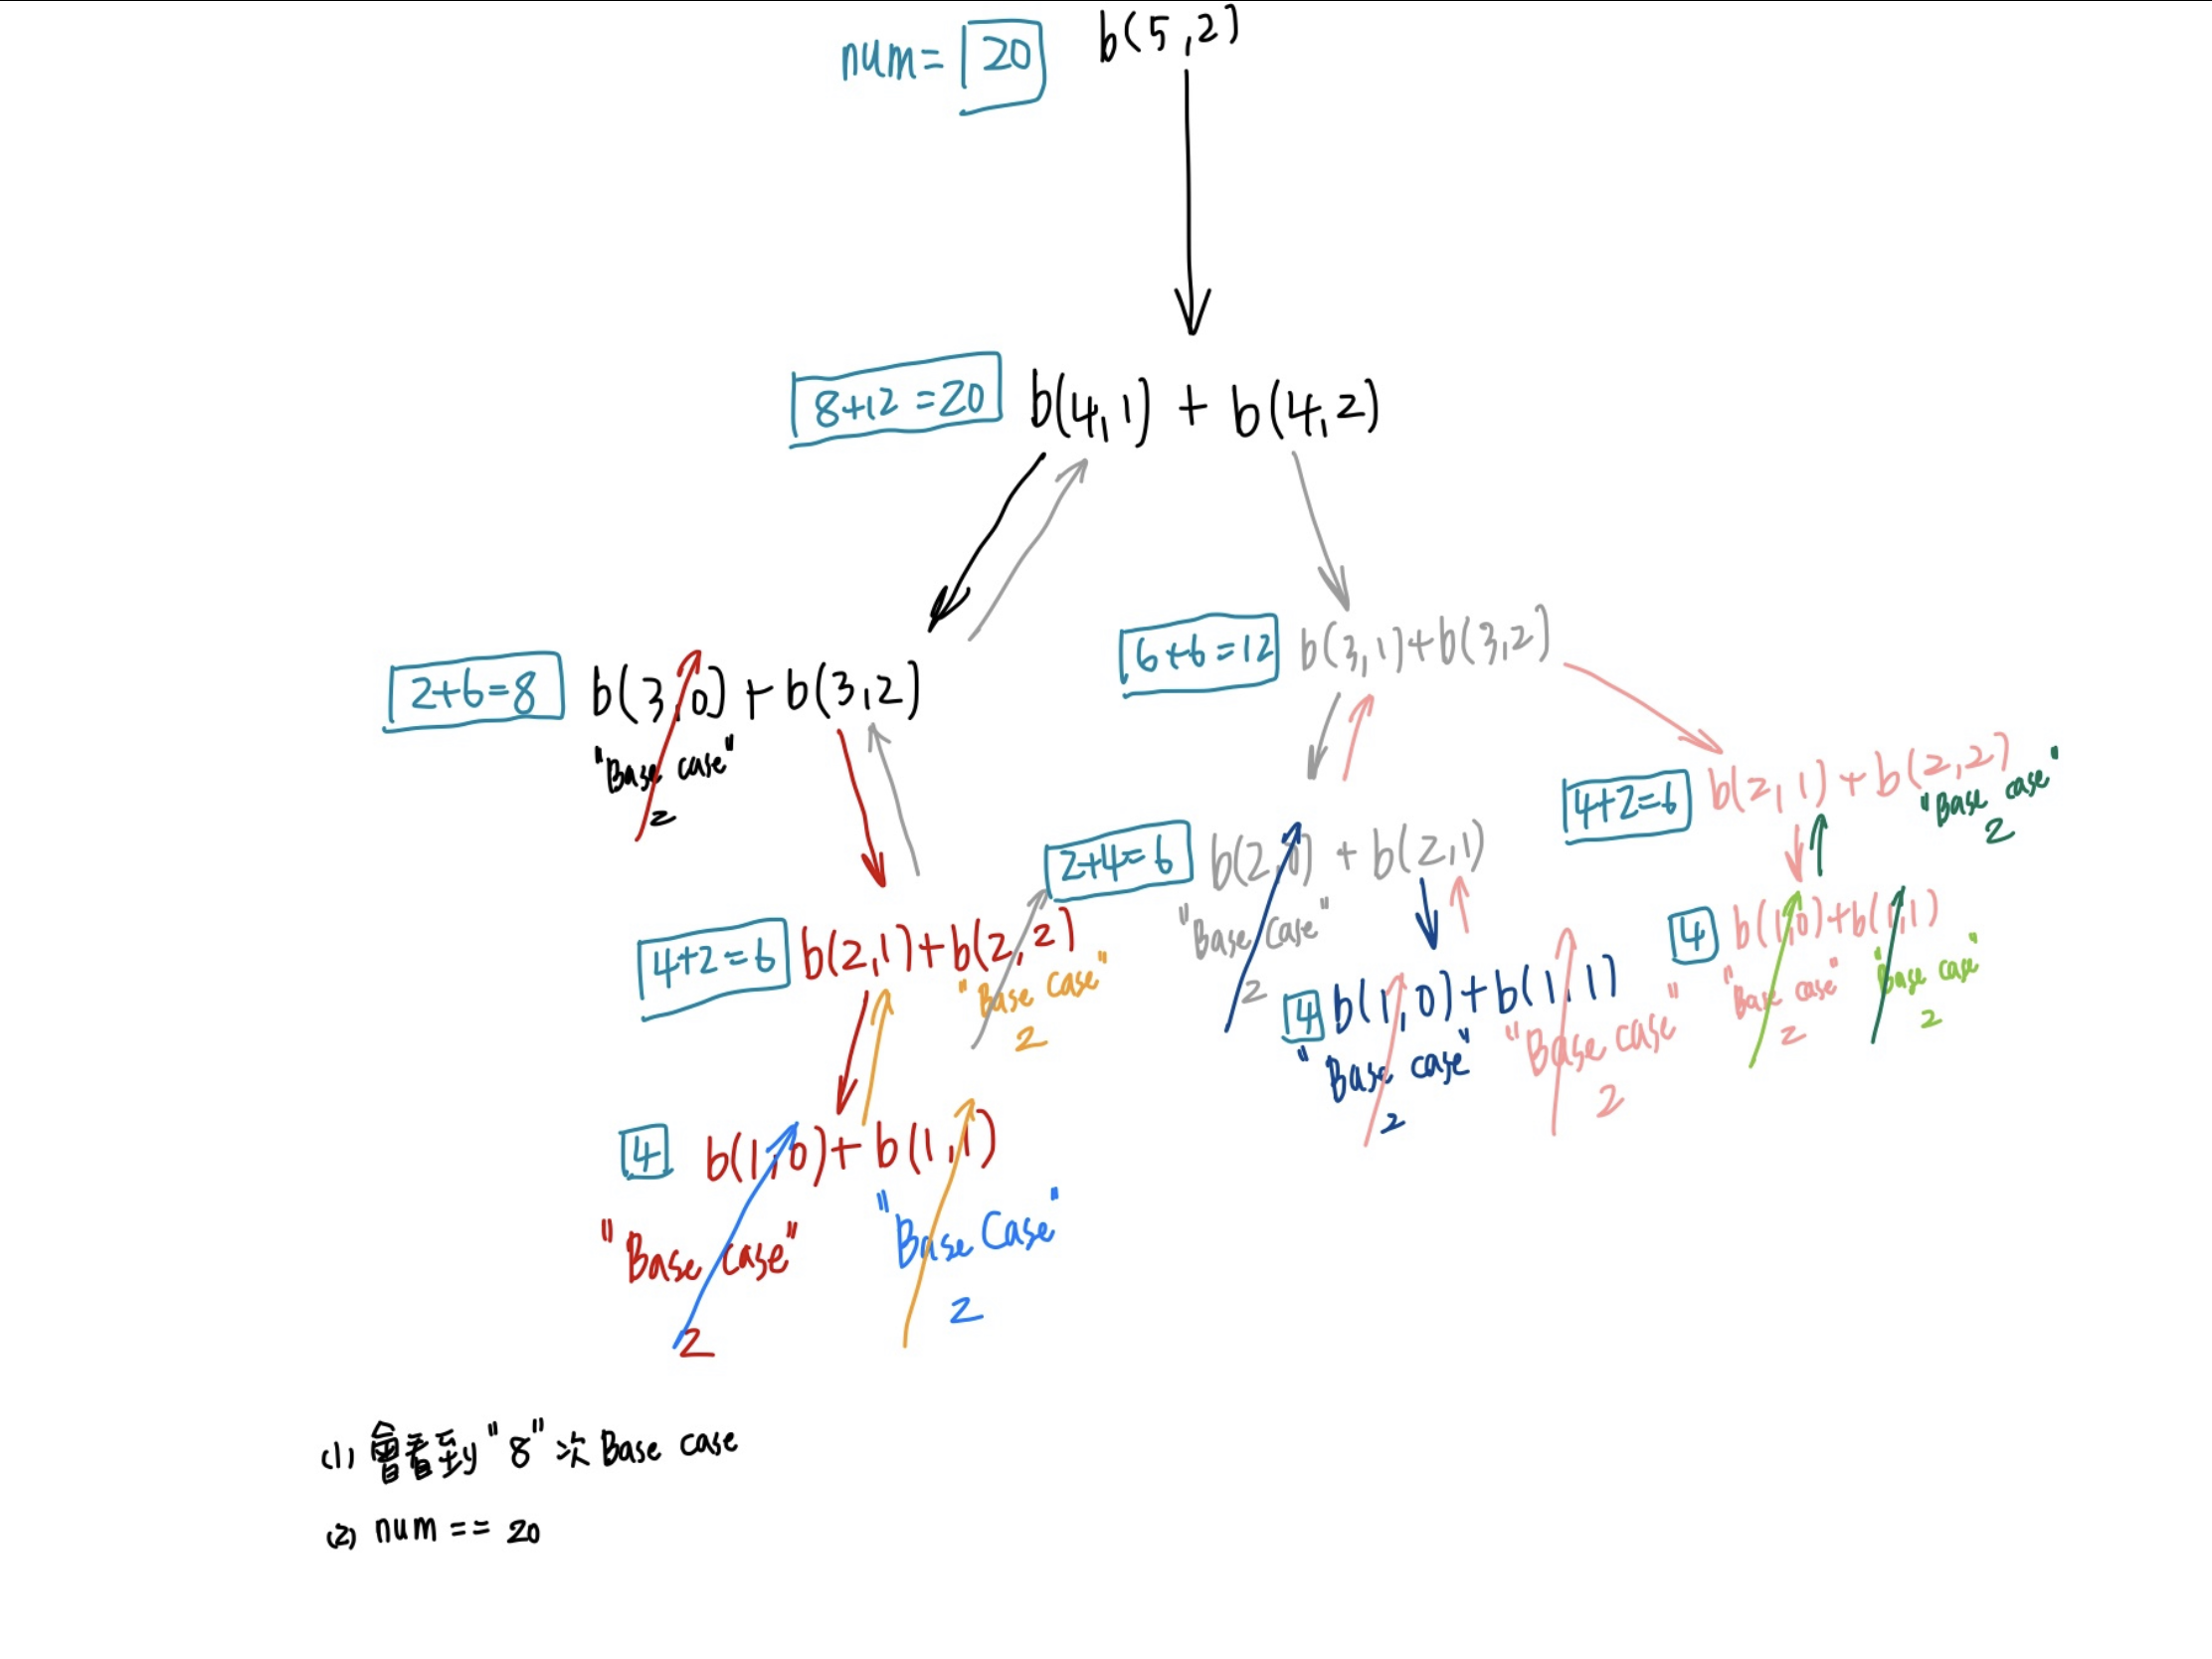 num= 20 b(5,2)
8+12=20 b(4,1) + b(4,2)
6+6=12 b(3,1)+b(3,2)
2+6=8 b(3,0)+b(3,2)
"Base case"
2
4+2=6 b(2,1)+b(2,2)
"Base case"
2
2+4=6 b(2,0) + b(2,1)
"Base case"
2
4 b(1,0)+b(1,1)
"Base case"
2
"Base case"
2
4+2=6 b(2,1)+b(2,2)
"Base case"
2
4 b(1,0)+b(1,1)
"Base case"
2
"Base case"
2
4 b(1,0)+b(1,1)
"Base case"
2
"Base Case"
2
(1) 會看到"8"次Base case
(2) num == 20